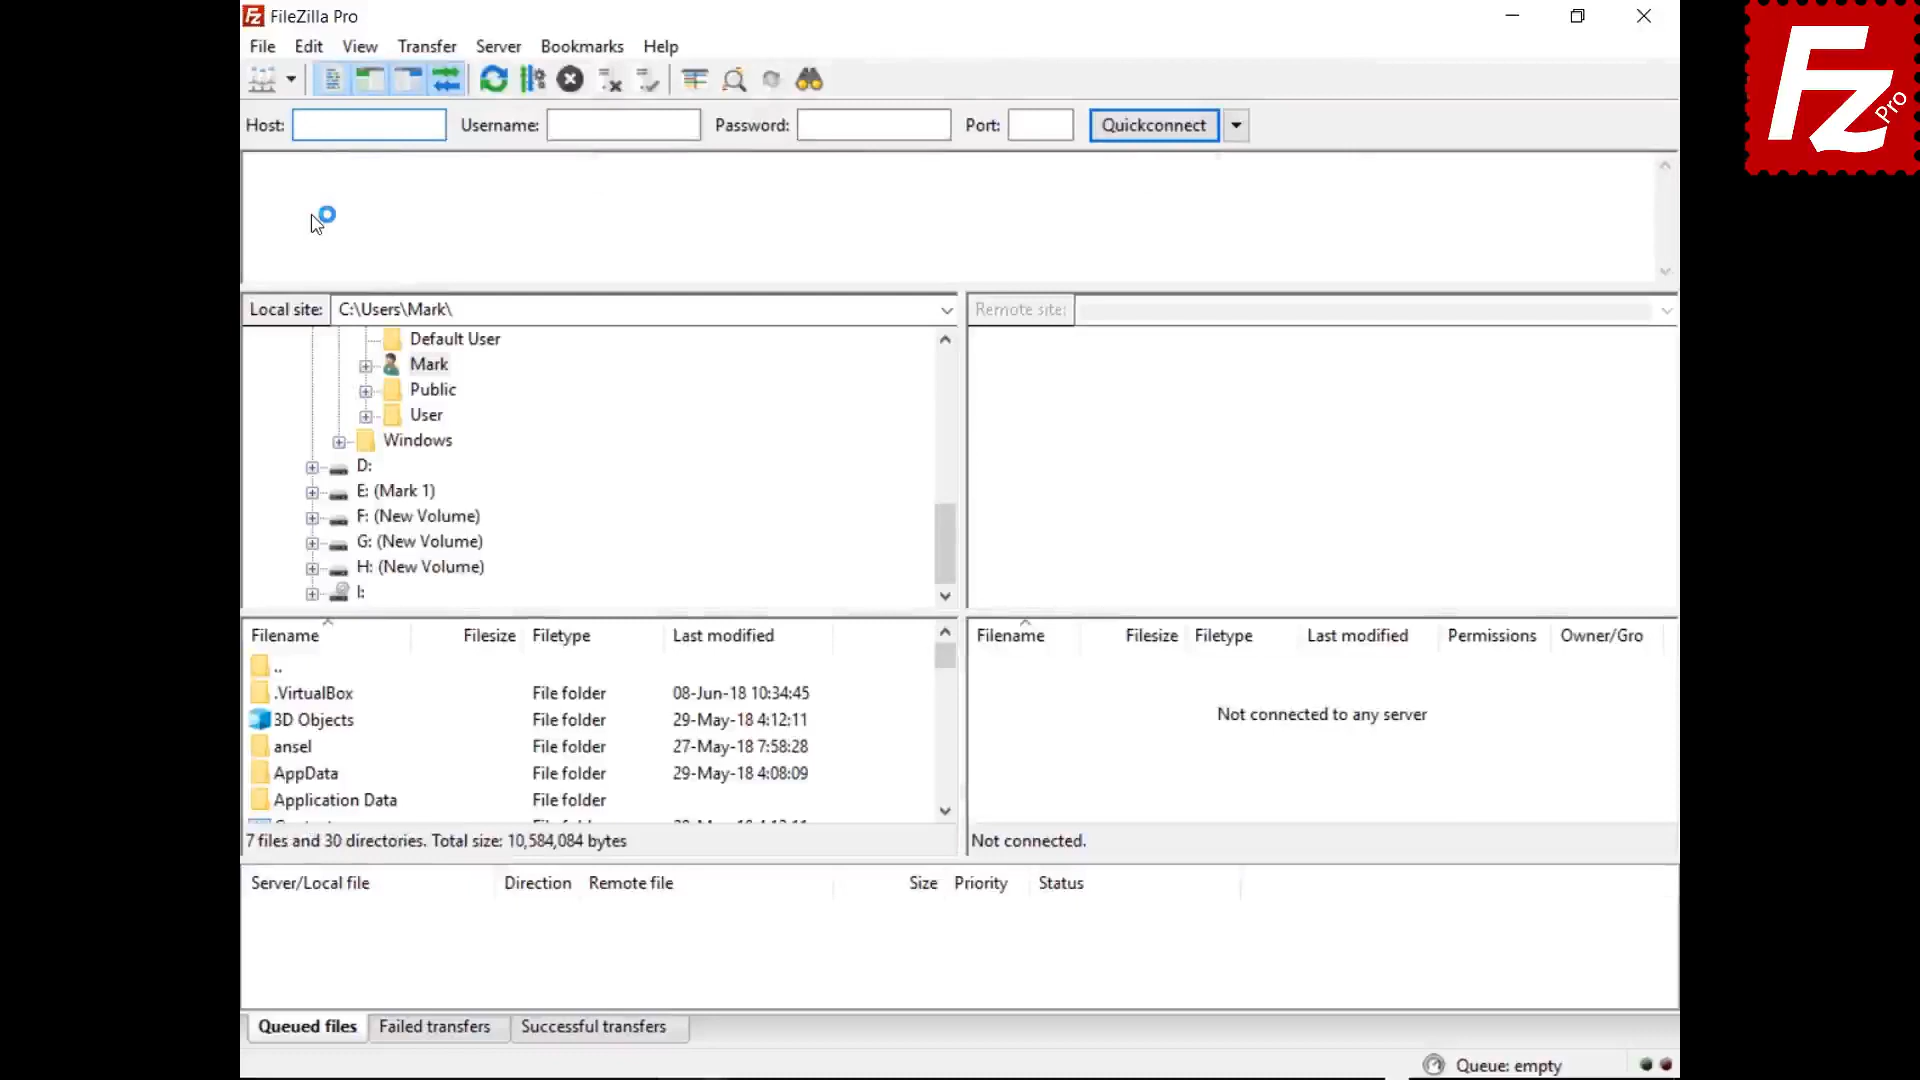 FileZilla Pro
File Edit View Transfer Server Bookmarks Help
Host: Username: Password: Port: Quickconnect
Local site: C:\Users\Mark\
Remote site:
Default User
Mark
Public
User
Windows
D:
E: (Mark 1)
F: (New Volume)
G: (New Volume)
H: (New Volume)
I:
Filename Filesize Filetype Last modified
..
.VirtualBox File folder 08-Jun-18 10:34:45
3D Objects File folder 29-May-18 4:12:11
ansel File folder 27-May-18 7:58:28
AppData File folder 29-May-18 4:08:09
Application Data File folder
7 files and 30 directories. Total size: 10,584,084 bytes
Filename Filesize Filetype Last modified Permissions Owner/Gro
Not connected to any server
Not connected.
Server/Local file Direction Remote file Size Priority Status
Queued files Failed transfers Successful transfers
Queue: empty
Fz Pro